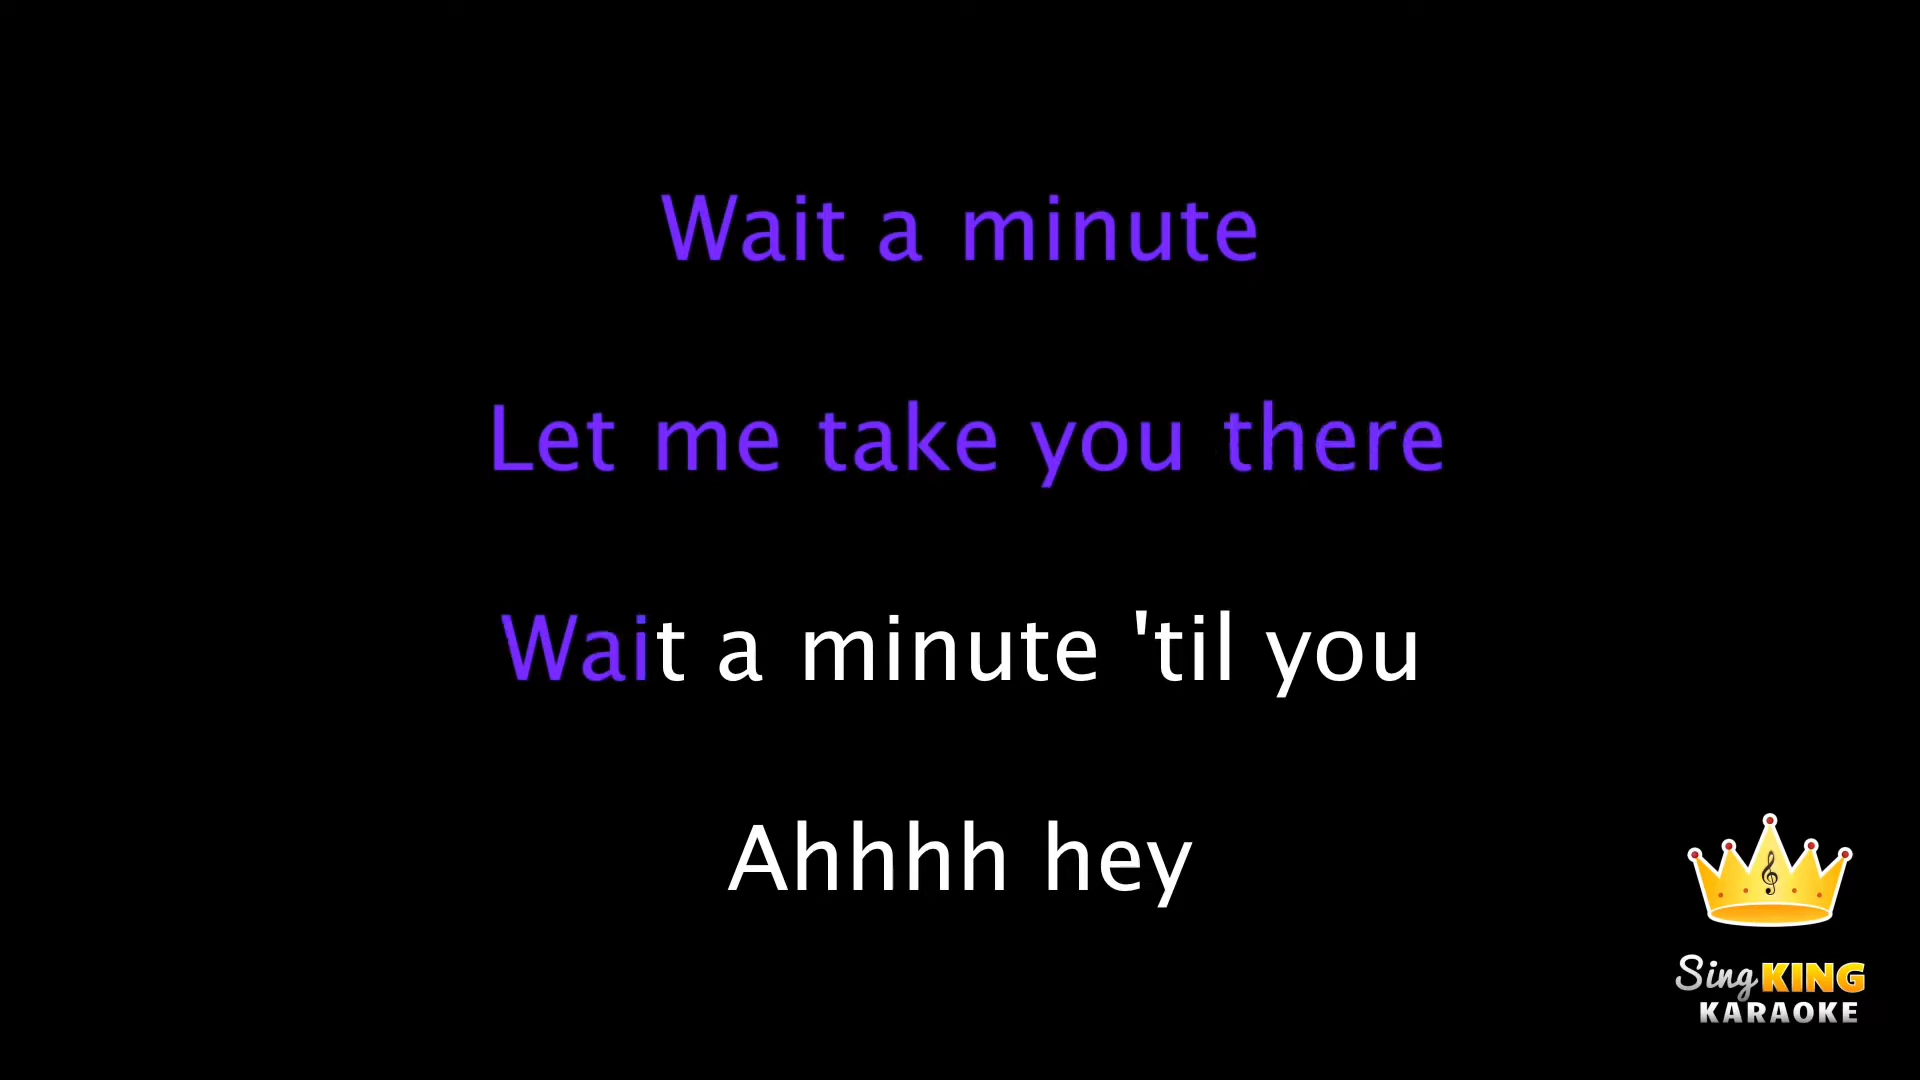 Wait a minute
Let me take you there
Wait a minute 'til you
Ahhhh hey
Sing KING
KARAOKE